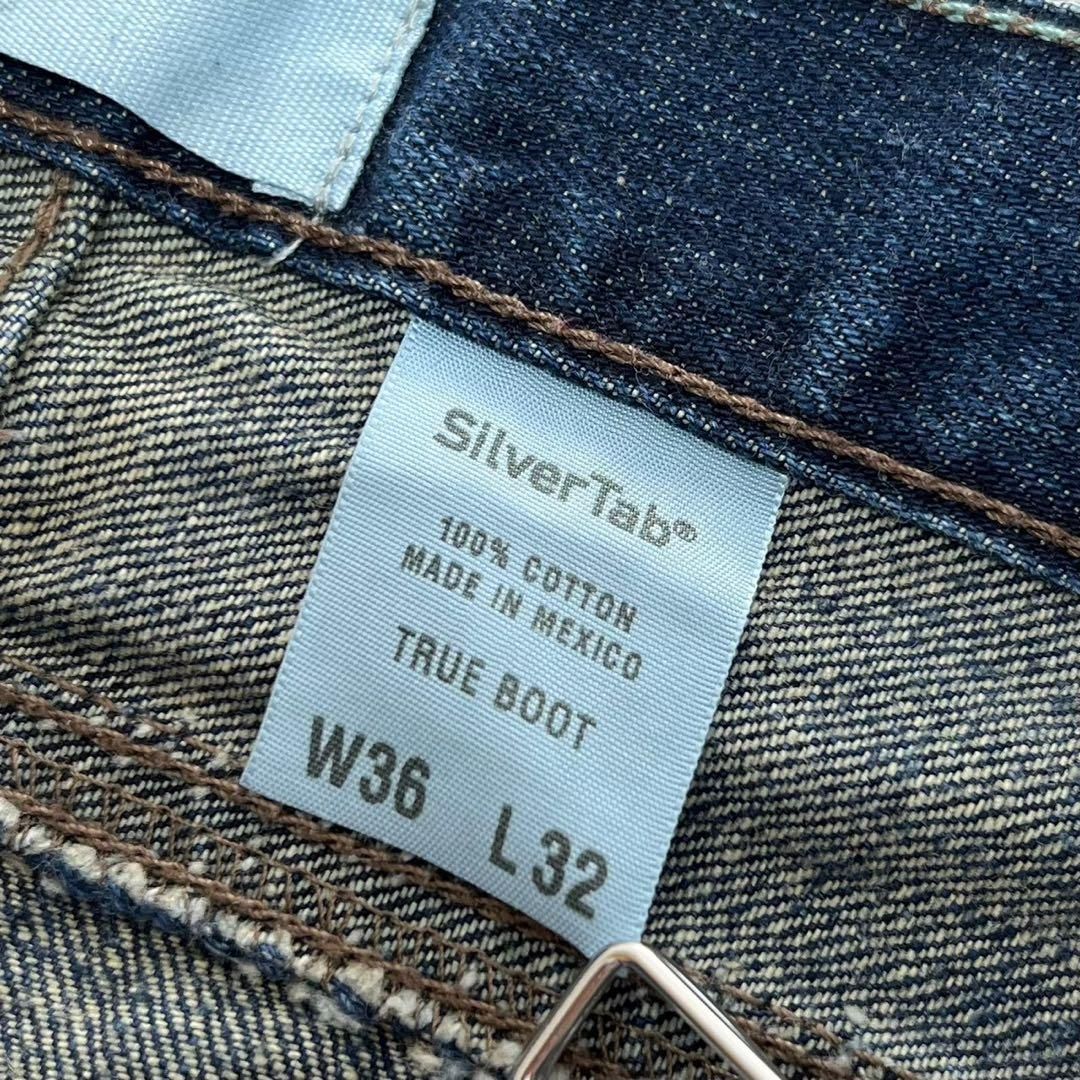 SilverTab®
100% COTTON
MADE IN MEXICO
TRUE BOOT
W36 L32